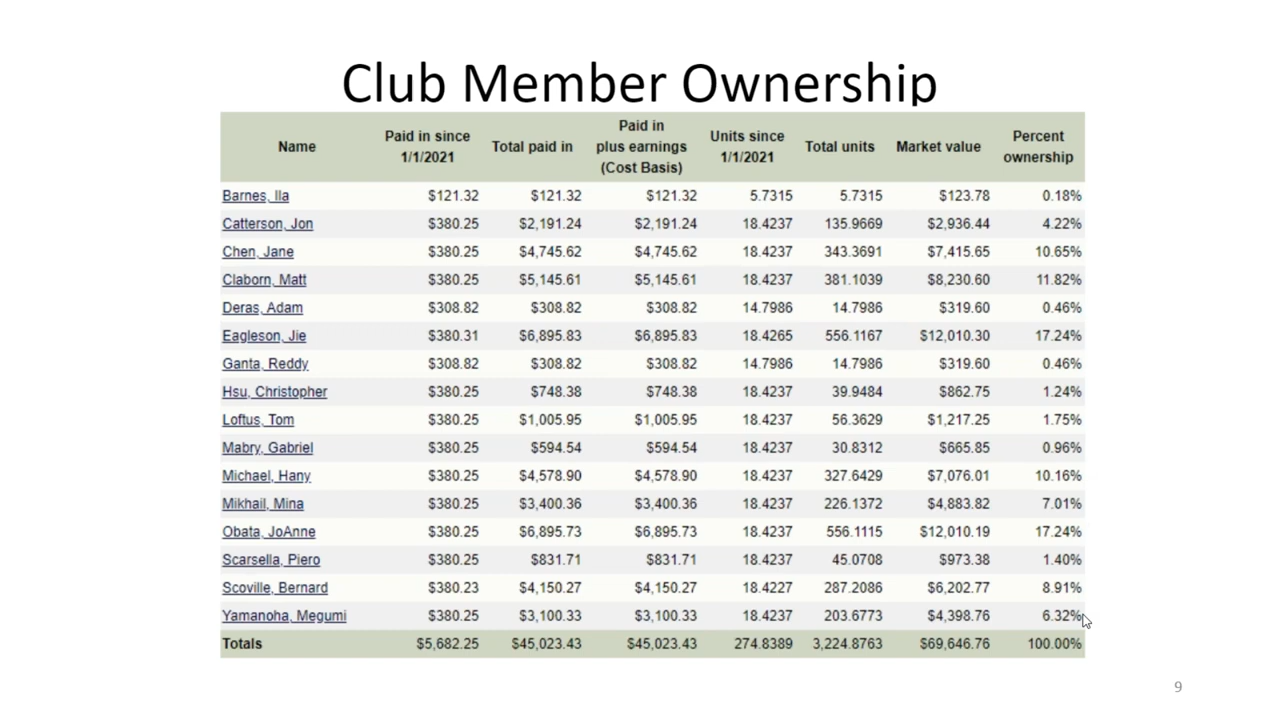 Club Member Ownership
Name Paid in since 1/1/2021 Total paid in Paid in plus earnings (Cost Basis) Units since 1/1/2021 Total units Market value Percent ownership
Barnes, Ila $121.32 $121.32 $121.32 5.7315 5.7315 $123.78 0.18%
Catterson, Jon $380.25 $2,191.24 $2,191.24 18.4237 135.9669 $2,936.44 4.22%
Chen, Jane $380.25 $4,745.62 $4,745.62 18.4237 343.3691 $7,415.65 10.65%
Claborn, Matt $380.25 $5,145.61 $5,145.61 18.4237 381.1039 $8,230.60 11.82%
Deras, Adam $308.82 $308.82 $308.82 14.7986 14.7986 $319.60 0.46%
Eagleson, Jie $380.31 $6,895.83 $6,895.83 18.4265 556.1167 $12,010.30 17.24%
Ganta, Reddy $308.82 $308.82 $308.82 14.7986 14.7986 $319.60 0.46%
Hsu, Christopher $380.25 $748.38 $748.38 18.4237 39.9484 $862.75 1.24%
Loftus, Tom $380.25 $1,005.95 $1,005.95 18.4237 56.3629 $1,217.25 1.75%
Mabry, Gabriel $380.25 $594.54 $594.54 18.4237 30.8312 $665.85 0.96%
Michael, Hany $380.25 $4,578.90 $4,578.90 18.4237 327.6429 $7,076.01 10.16%
Mikhail, Mina $380.25 $3,400.36 $3,400.36 18.4237 226.1372 $4,883.82 7.01%
Obata, JoAnne $380.25 $6,895.73 $6,895.73 18.4237 556.1115 $12,010.19 17.24%
Scarsella, Piero $380.25 $831.71 $831.71 18.4237 45.0708 $973.38 1.40%
Scoville, Bernard $380.23 $4,150.27 $4,150.27 18.4227 287.2086 $6,202.77 8.91%
Yamanoha, Megumi $380.25 $3,100.33 $3,100.33 18.4237 203.6773 $4,398.76 6.32%
Totals $5,682.25 $45,023.43 $45,023.43 274.8389 3,224.8763 $69,646.76 100.00%
9